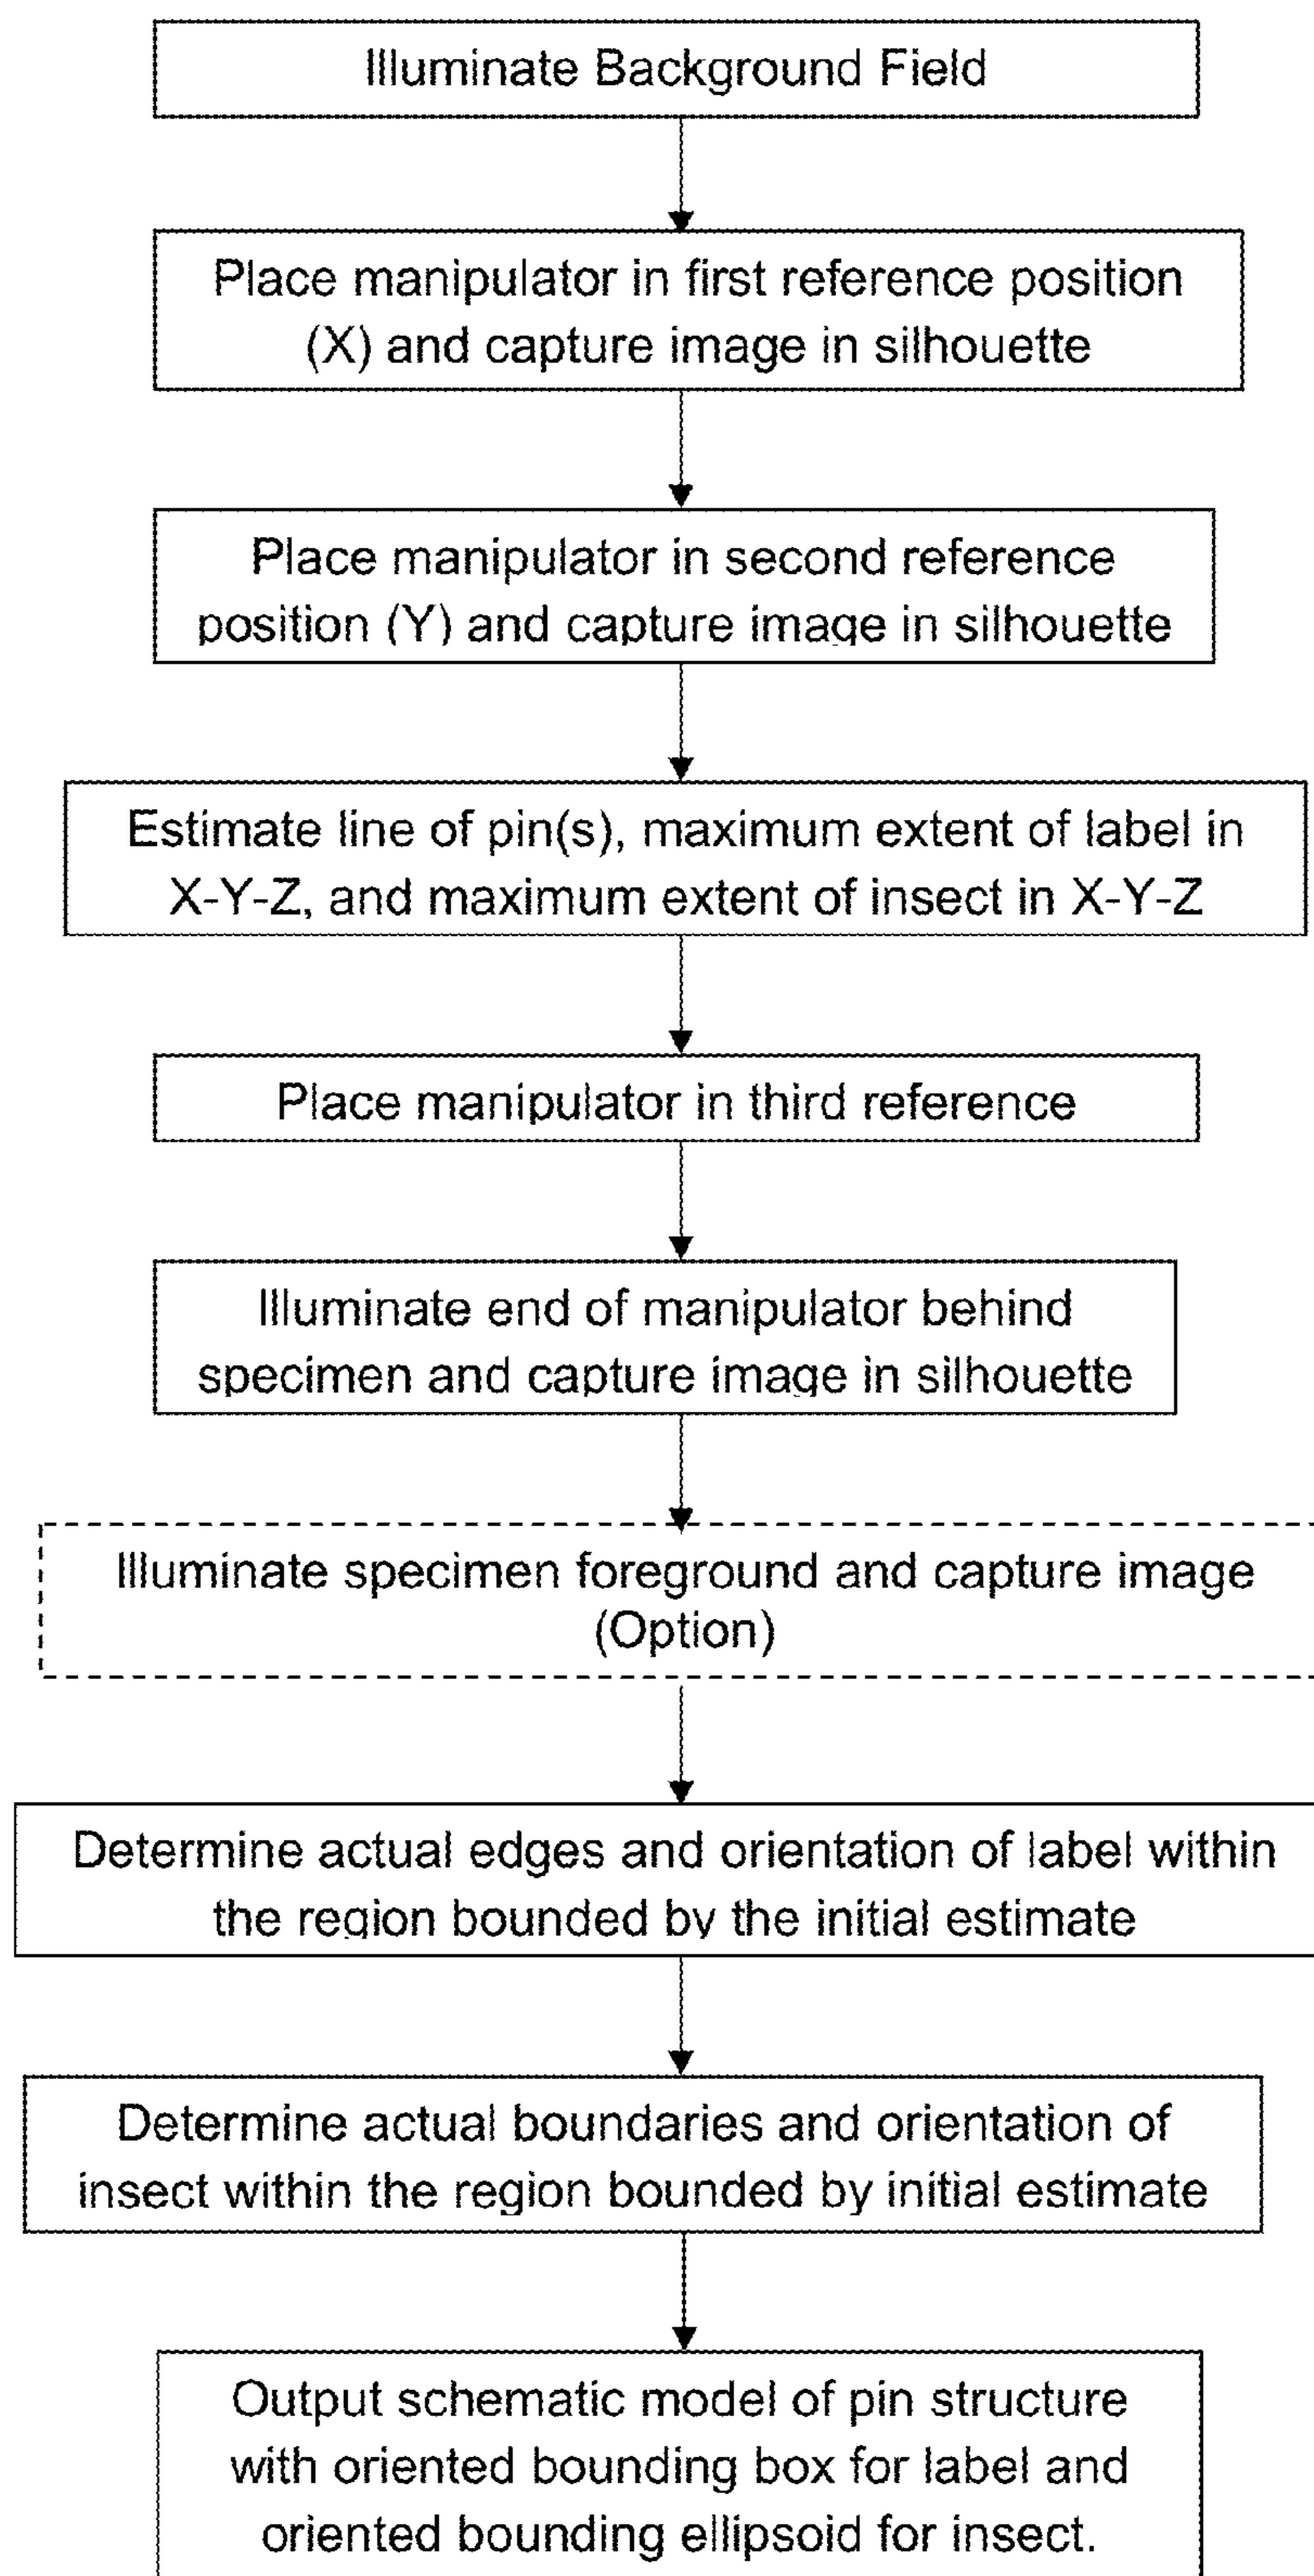 Illuminate Background Field
Place manipulator in first reference position
(X) and capture image in silhouette
Place manipulator in second reference
position (Y) and capture image in silhouette
Estimate line of pin(s), maximum extent of label in
X-Y-Z, and maximum extent of insect in X-Y-Z
Place manipulator in third reference
Illuminate end of manipulator behind
specimen and capture image in silhouette
Illuminate specimen foreground and capture image
(Option)
Determine actual edges and orientation of label within
the region bounded by the initial estimate
Determine actual boundaries and orientation of
insect within the region bounded by initial estimate
Output schematic model of pin structure
with oriented bounding box for label and
oriented bounding ellipsoid for insect.